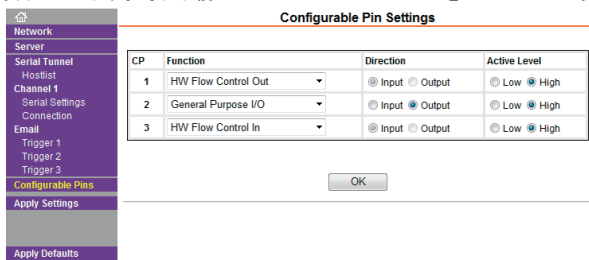 Configurable Pin Settings
Network
Server
Serial Tunnel
Hostlist
Channel 1
Serial Settings
Connection
Email
Trigger 1
Trigger 2
Trigger 3
Configurable Pins
Apply Settings
Apply Defaults
CP Function Direction Active Level
1 HW Flow Control Out Input Output Low High
2 General Purpose I/O Input Output Low High
3 HW Flow Control In Input Output Low High
OK